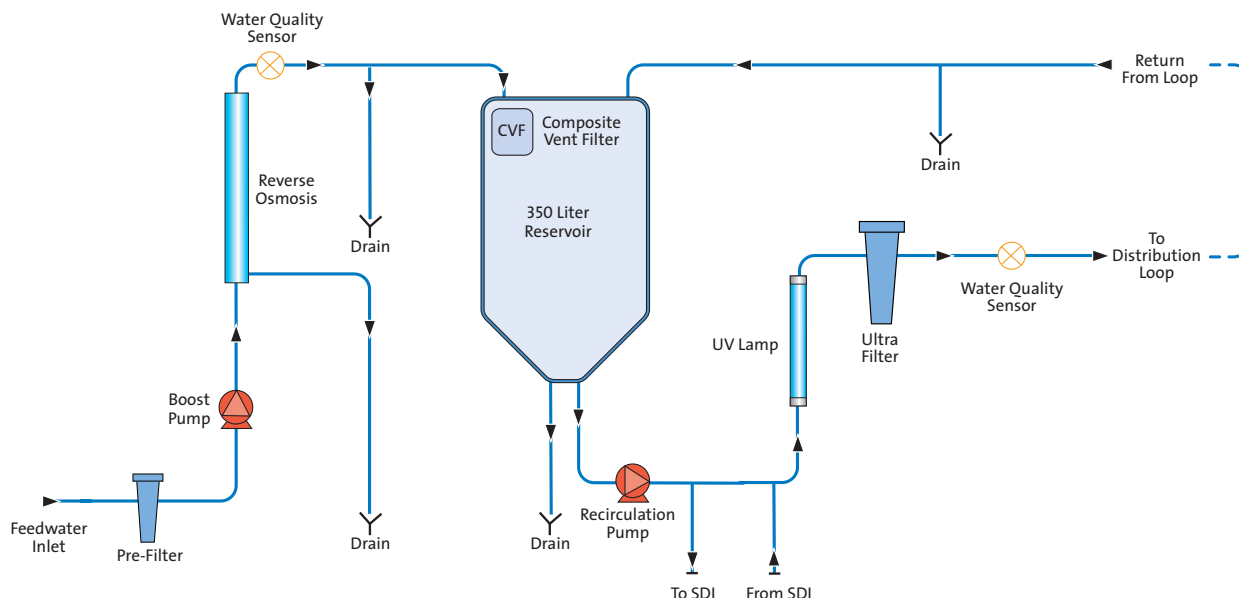 Water Quality
Sensor
Return
From Loop
CVF
Composite
Vent Filter
Drain
Reverse
Osmosis
350 Liter
Reservoir
Drain
To
Distribution
Loop
Water Quality
Sensor
UV Lamp
Ultra
Filter
Boost
Pump
Feedwater
Inlet
Pre-Filter
Drain
Drain
Recirculation
Pump
To SDI
From SDI